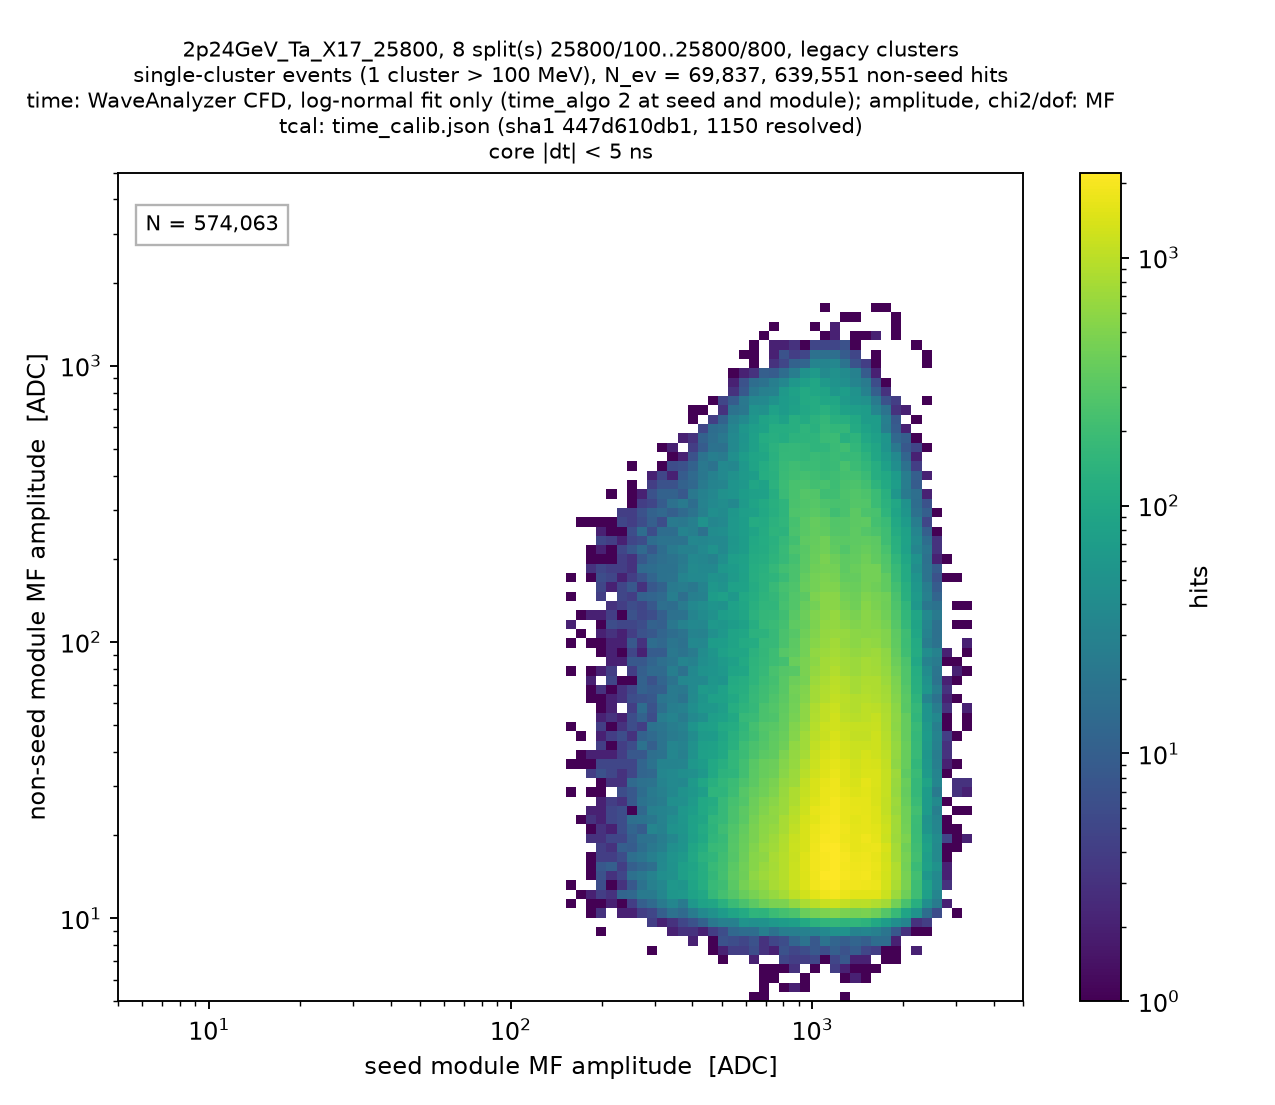 2p24GeV_Ta_X17_25800, 8 split(s) 25800/100..25800/800, legacy clusters
single-cluster events (1 cluster > 100 MeV), N_ev = 69,837, 639,551 non-seed hits
time: WaveAnalyzer CFD, log-normal fit only (time_algo 2 at seed and module); amplitude, chi2/dof: MF
tcal: time_calib.json (sha1 447d610db1, 1150 resolved)
core |dt| < 5 ns
N = 574,063
10³
10²
10¹
non-seed module MF amplitude [ADC]
10¹
10²
10³
seed module MF amplitude [ADC]
10³
10²
10¹
10⁰
hits